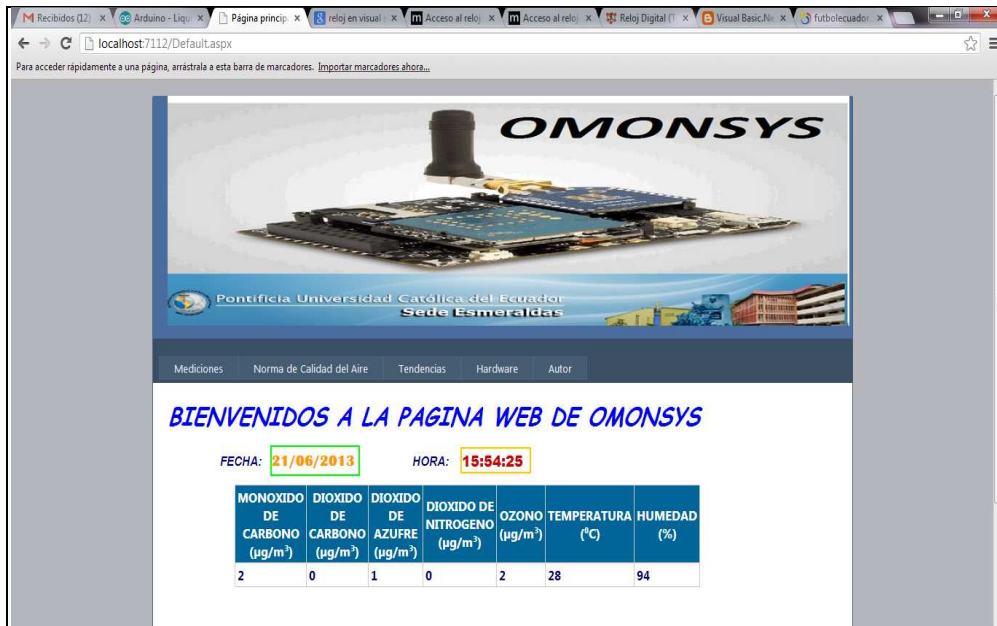 Recibidos (12)
Arduino - Liqu
Página princip
reloj en visual
Acceso al reloj
Acceso al reloj
Reloj Digital (T
Visual Basic.Ne
futbolecuador.
localhost:7112/Default.aspx
Para acceder rápidamente a una página, arrástrala a esta barra de marcadores. Importar marcadores ahora...
OMONSYS
Pontificia Universidad Católica del Ecuador
Sede Esmeraldas
Mediciones Norma de Calidad del Aire Tendencias Hardware Autor
BIENVENIDOS A LA PAGINA WEB DE OMONSYS
FECHA: 21/06/2013 HORA: 15:54:25
MONOXIDO DE CARBONO (µg/m³)
DIOXIDO DE CARBONO (µg/m³)
DIOXIDO DE AZUFRE (µg/m³)
DIOXIDO DE NITROGENO (µg/m³)
OZONO (µg/m³)
TEMPERATURA (⁰C)
HUMEDAD (%)
2 0 1 0 2 28 94